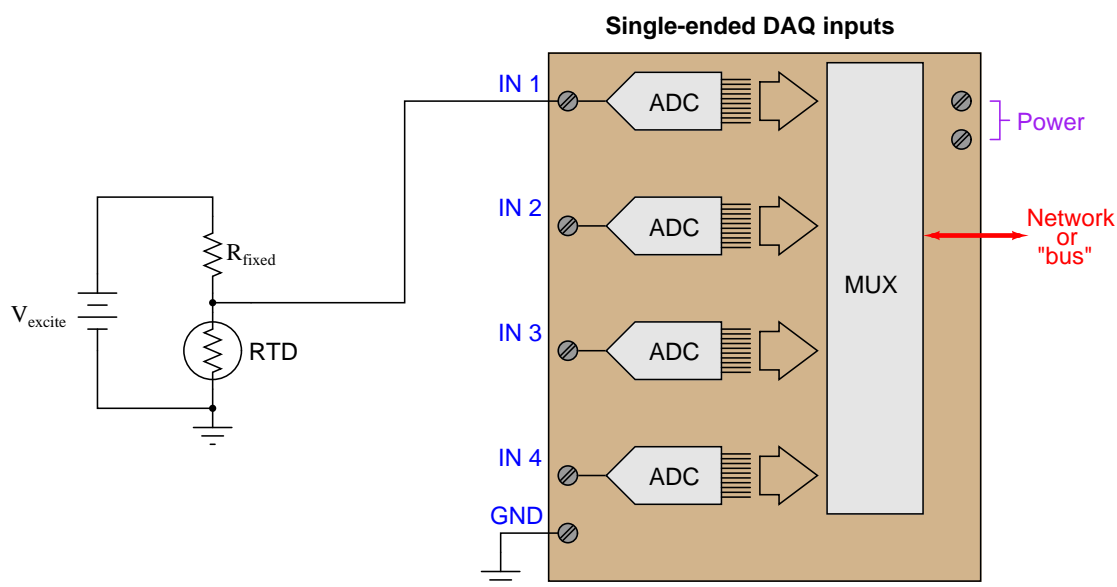 Single-ended DAQ inputs
IN 1
ADC
Power
IN 2
ADC
Network
or
"bus"
R_fixed
MUX
V_excite
RTD
IN 3
ADC
IN 4
ADC
GND